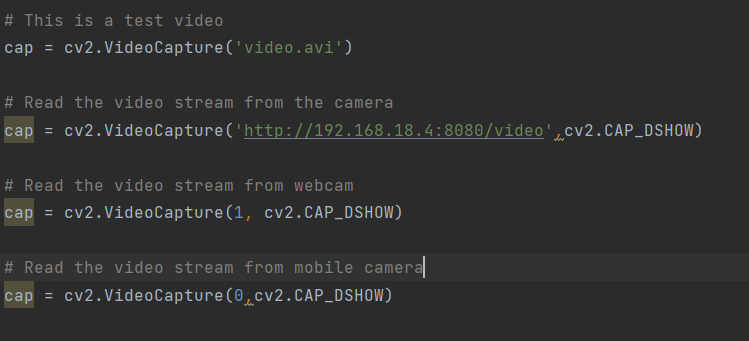 # This is a test video
cap = cv2.VideoCapture('video.avi')
# Read the video stream from the camera
cap = cv2.VideoCapture('http://192.168.18.4:8080/video',cv2.CAP_DSHOW)
# Read the video stream from webcam
cap = cv2.VideoCapture(1, cv2.CAP_DSHOW)
# Read the video stream from mobile camera
cap = cv2.VideoCapture(0,cv2.CAP_DSHOW)